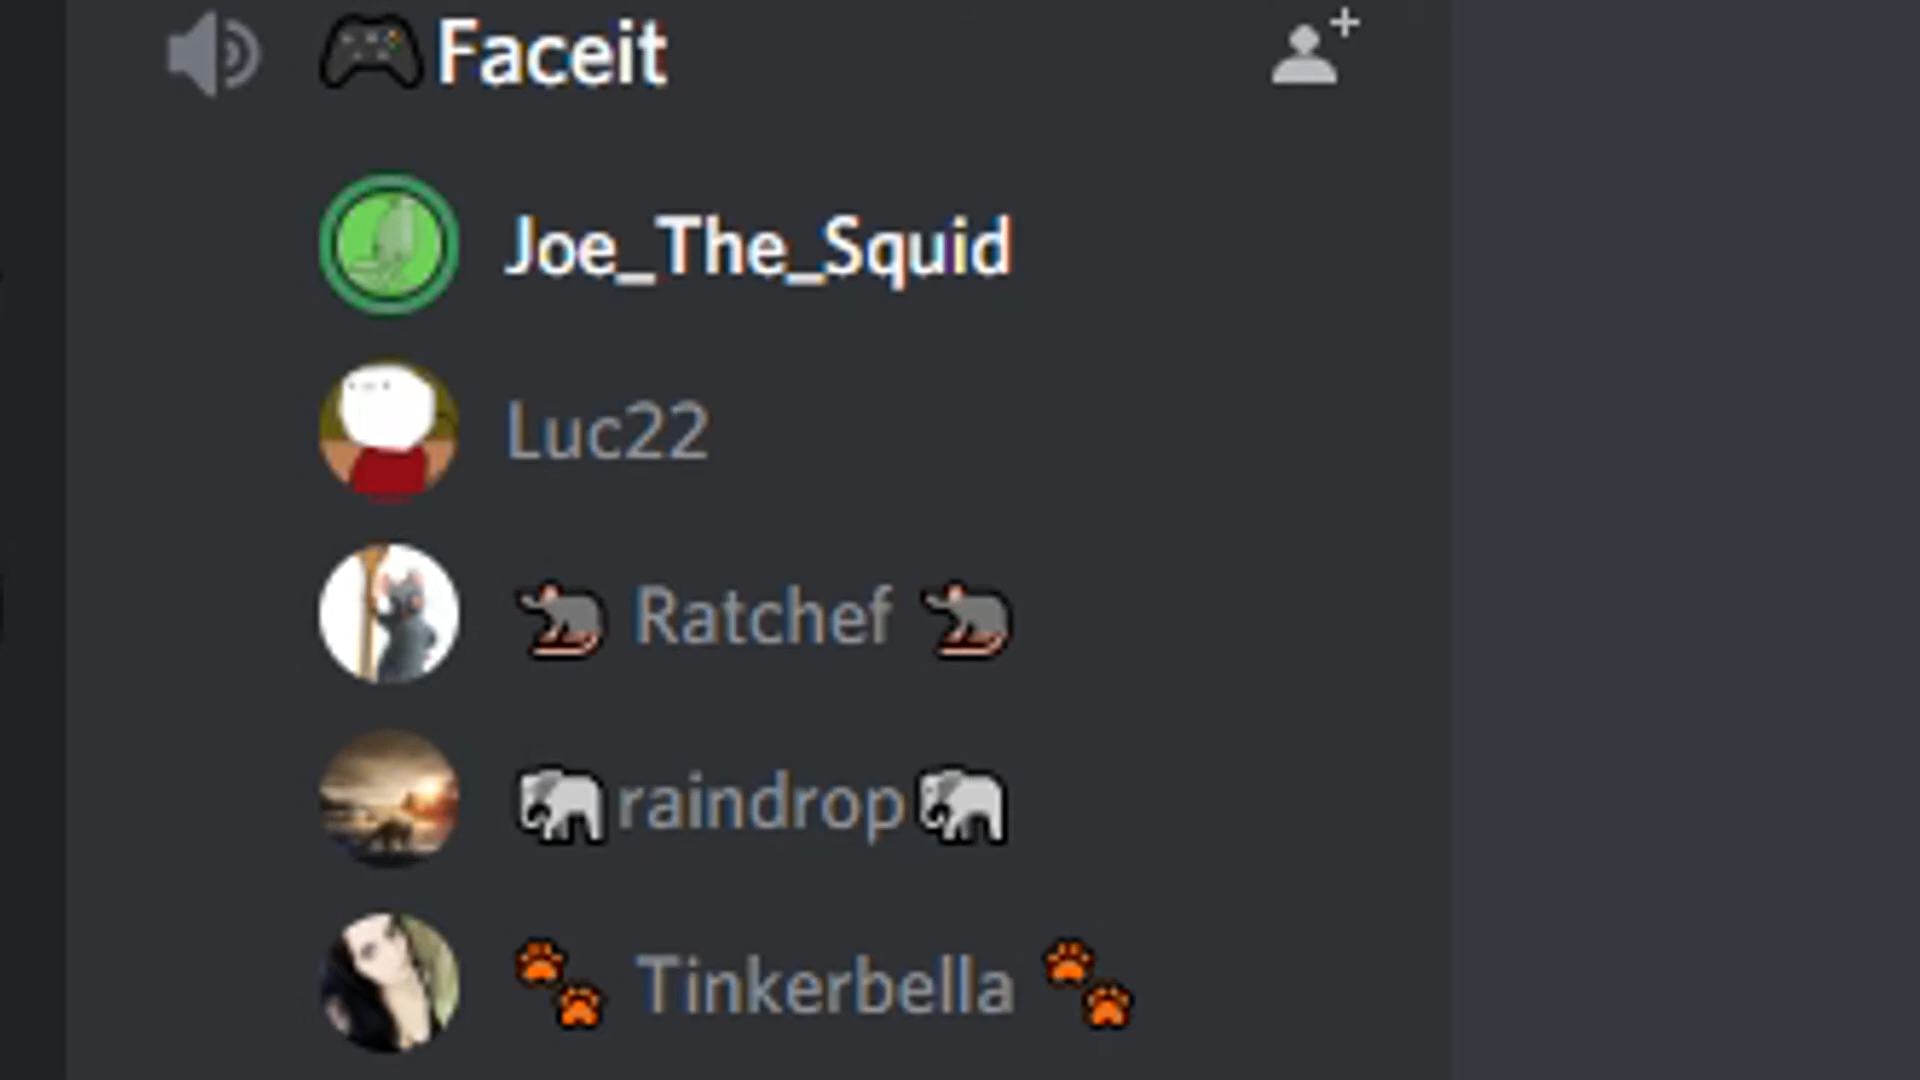 🎮Faceit
Joe_The_Squid
Luc22
🐀 Ratchef 🐀
🐘raindrop🐘
🐾 Tinkerbella 🐾